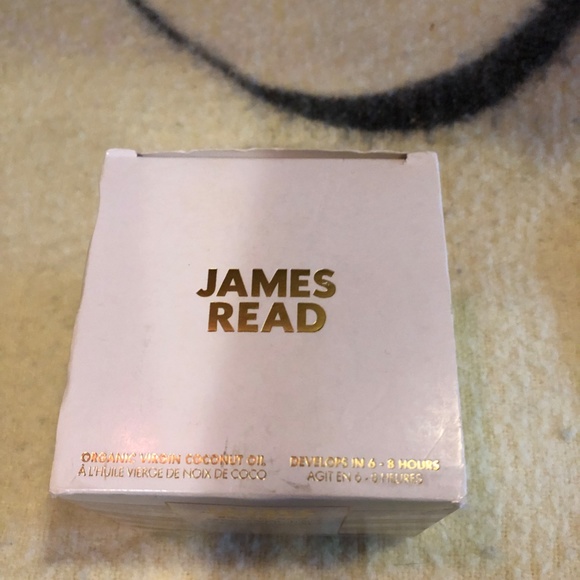 JAMES
READ
ORGANIC VIRGIN COCONUT OIL
À L'HUILE VIERGE DE NOIX DE COCO
DEVELOPS IN 6 - 8 HOURS
AGIT EN 6 - 8 HEURES